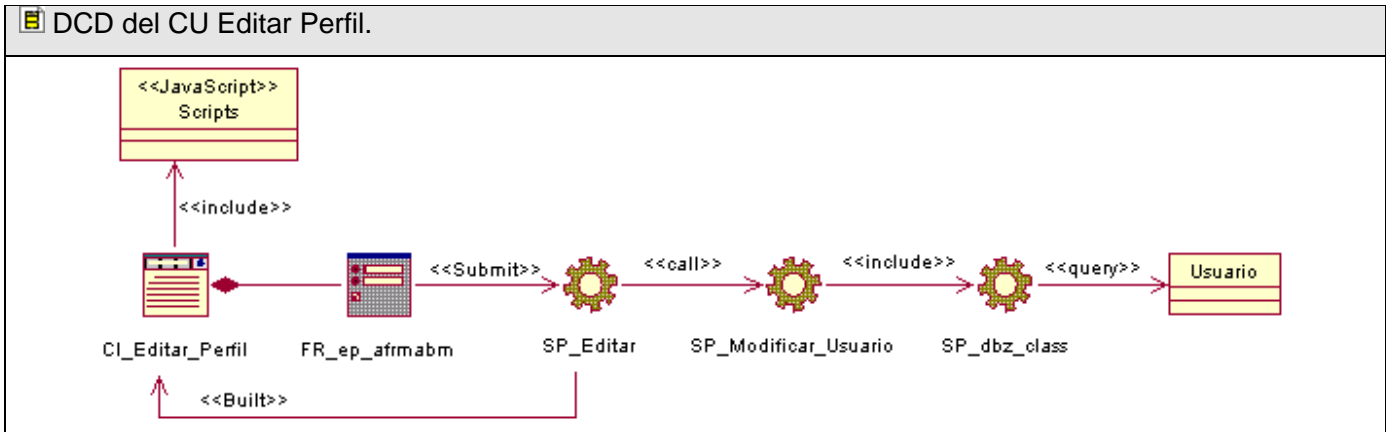 DCD del CU Editar Perfil.
<<JavaScript>>
Scripts
<<include>>
<<Submit>>
<<call>>
<<include>>
<<query>>
Usuario
CI_Editar_Perfil
FR_ep_afrmabm
SP_Editar
SP_Modificar_Usuario
SP_dbz_class
<<Built>>